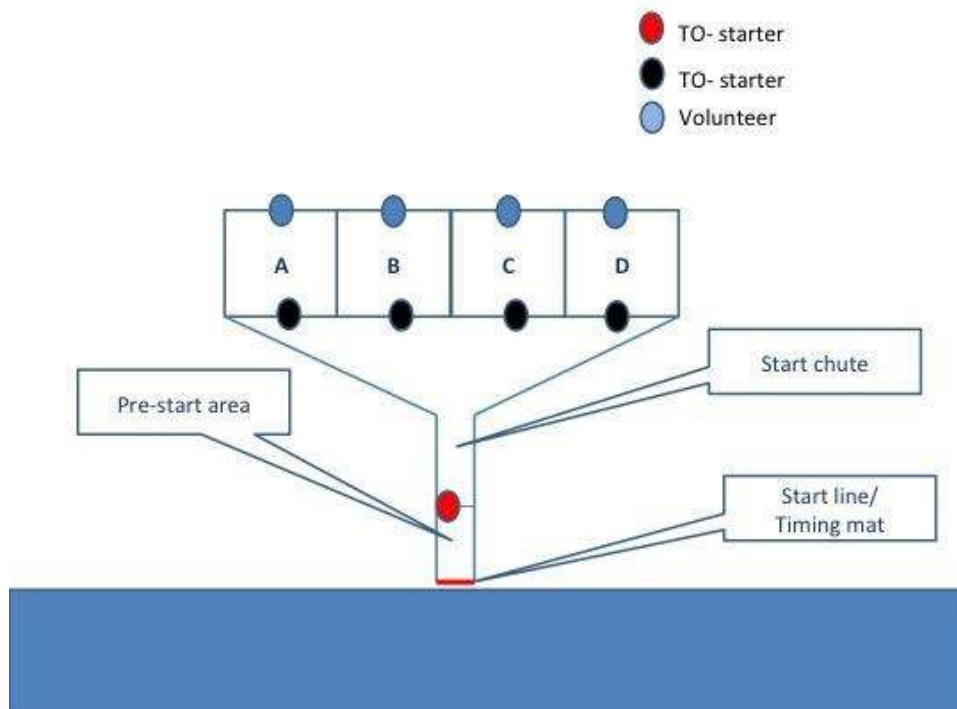 TO- starter
TO- starter
Volunteer
A
B
C
D
Start chute
Pre-start area
Start line/
Timing mat